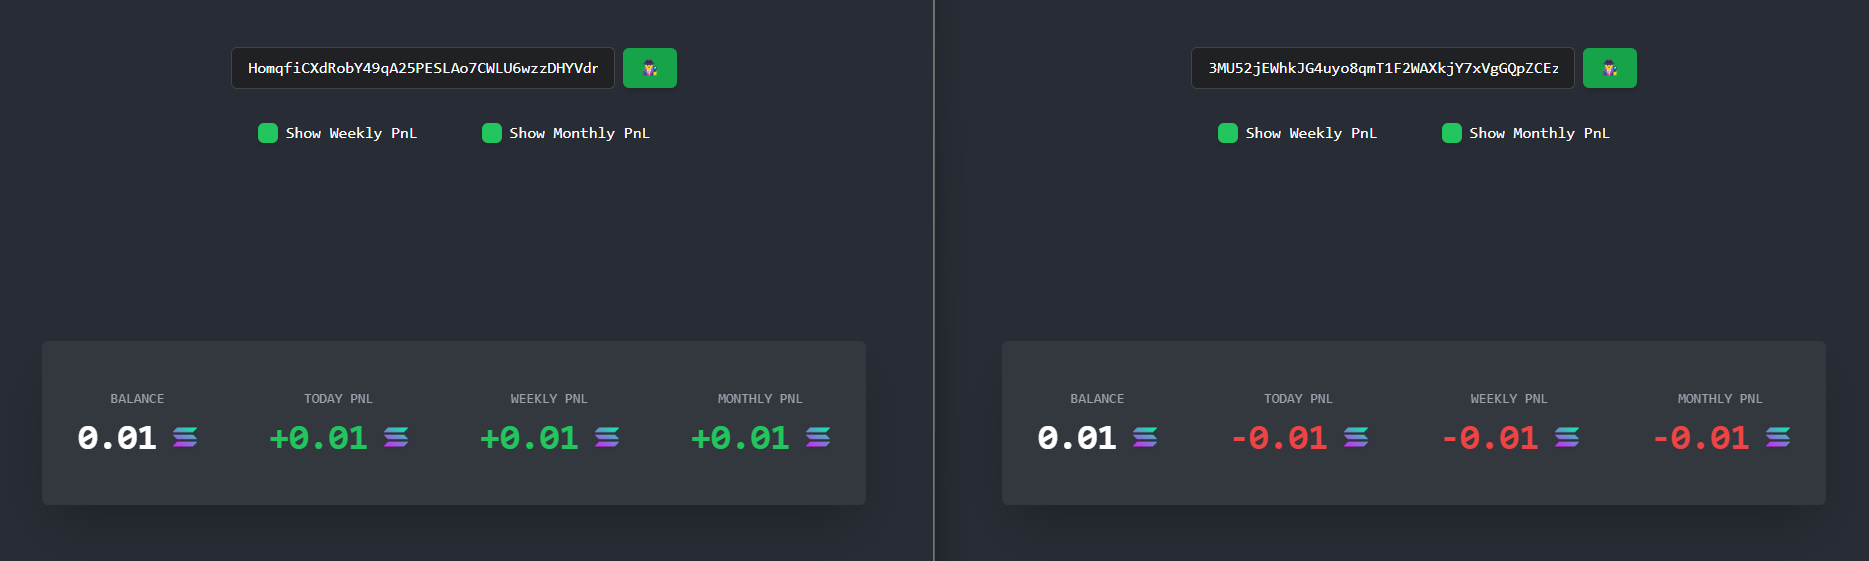 HomqfiCXdRobY49qA25PESLAo7CWLU6wzzDHYVdr
Show Weekly PnL Show Monthly PnL
BALANCE TODAY PNL WEEKLY PNL MONTHLY PNL
0.01 +0.01 +0.01 +0.01
3MU52jEWhkJG4uyo8qmT1F2WAXkjY7xVgGQpZCEz
Show Weekly PnL Show Monthly PnL
BALANCE TODAY PNL WEEKLY PNL MONTHLY PNL
0.01 -0.01 -0.01 -0.01